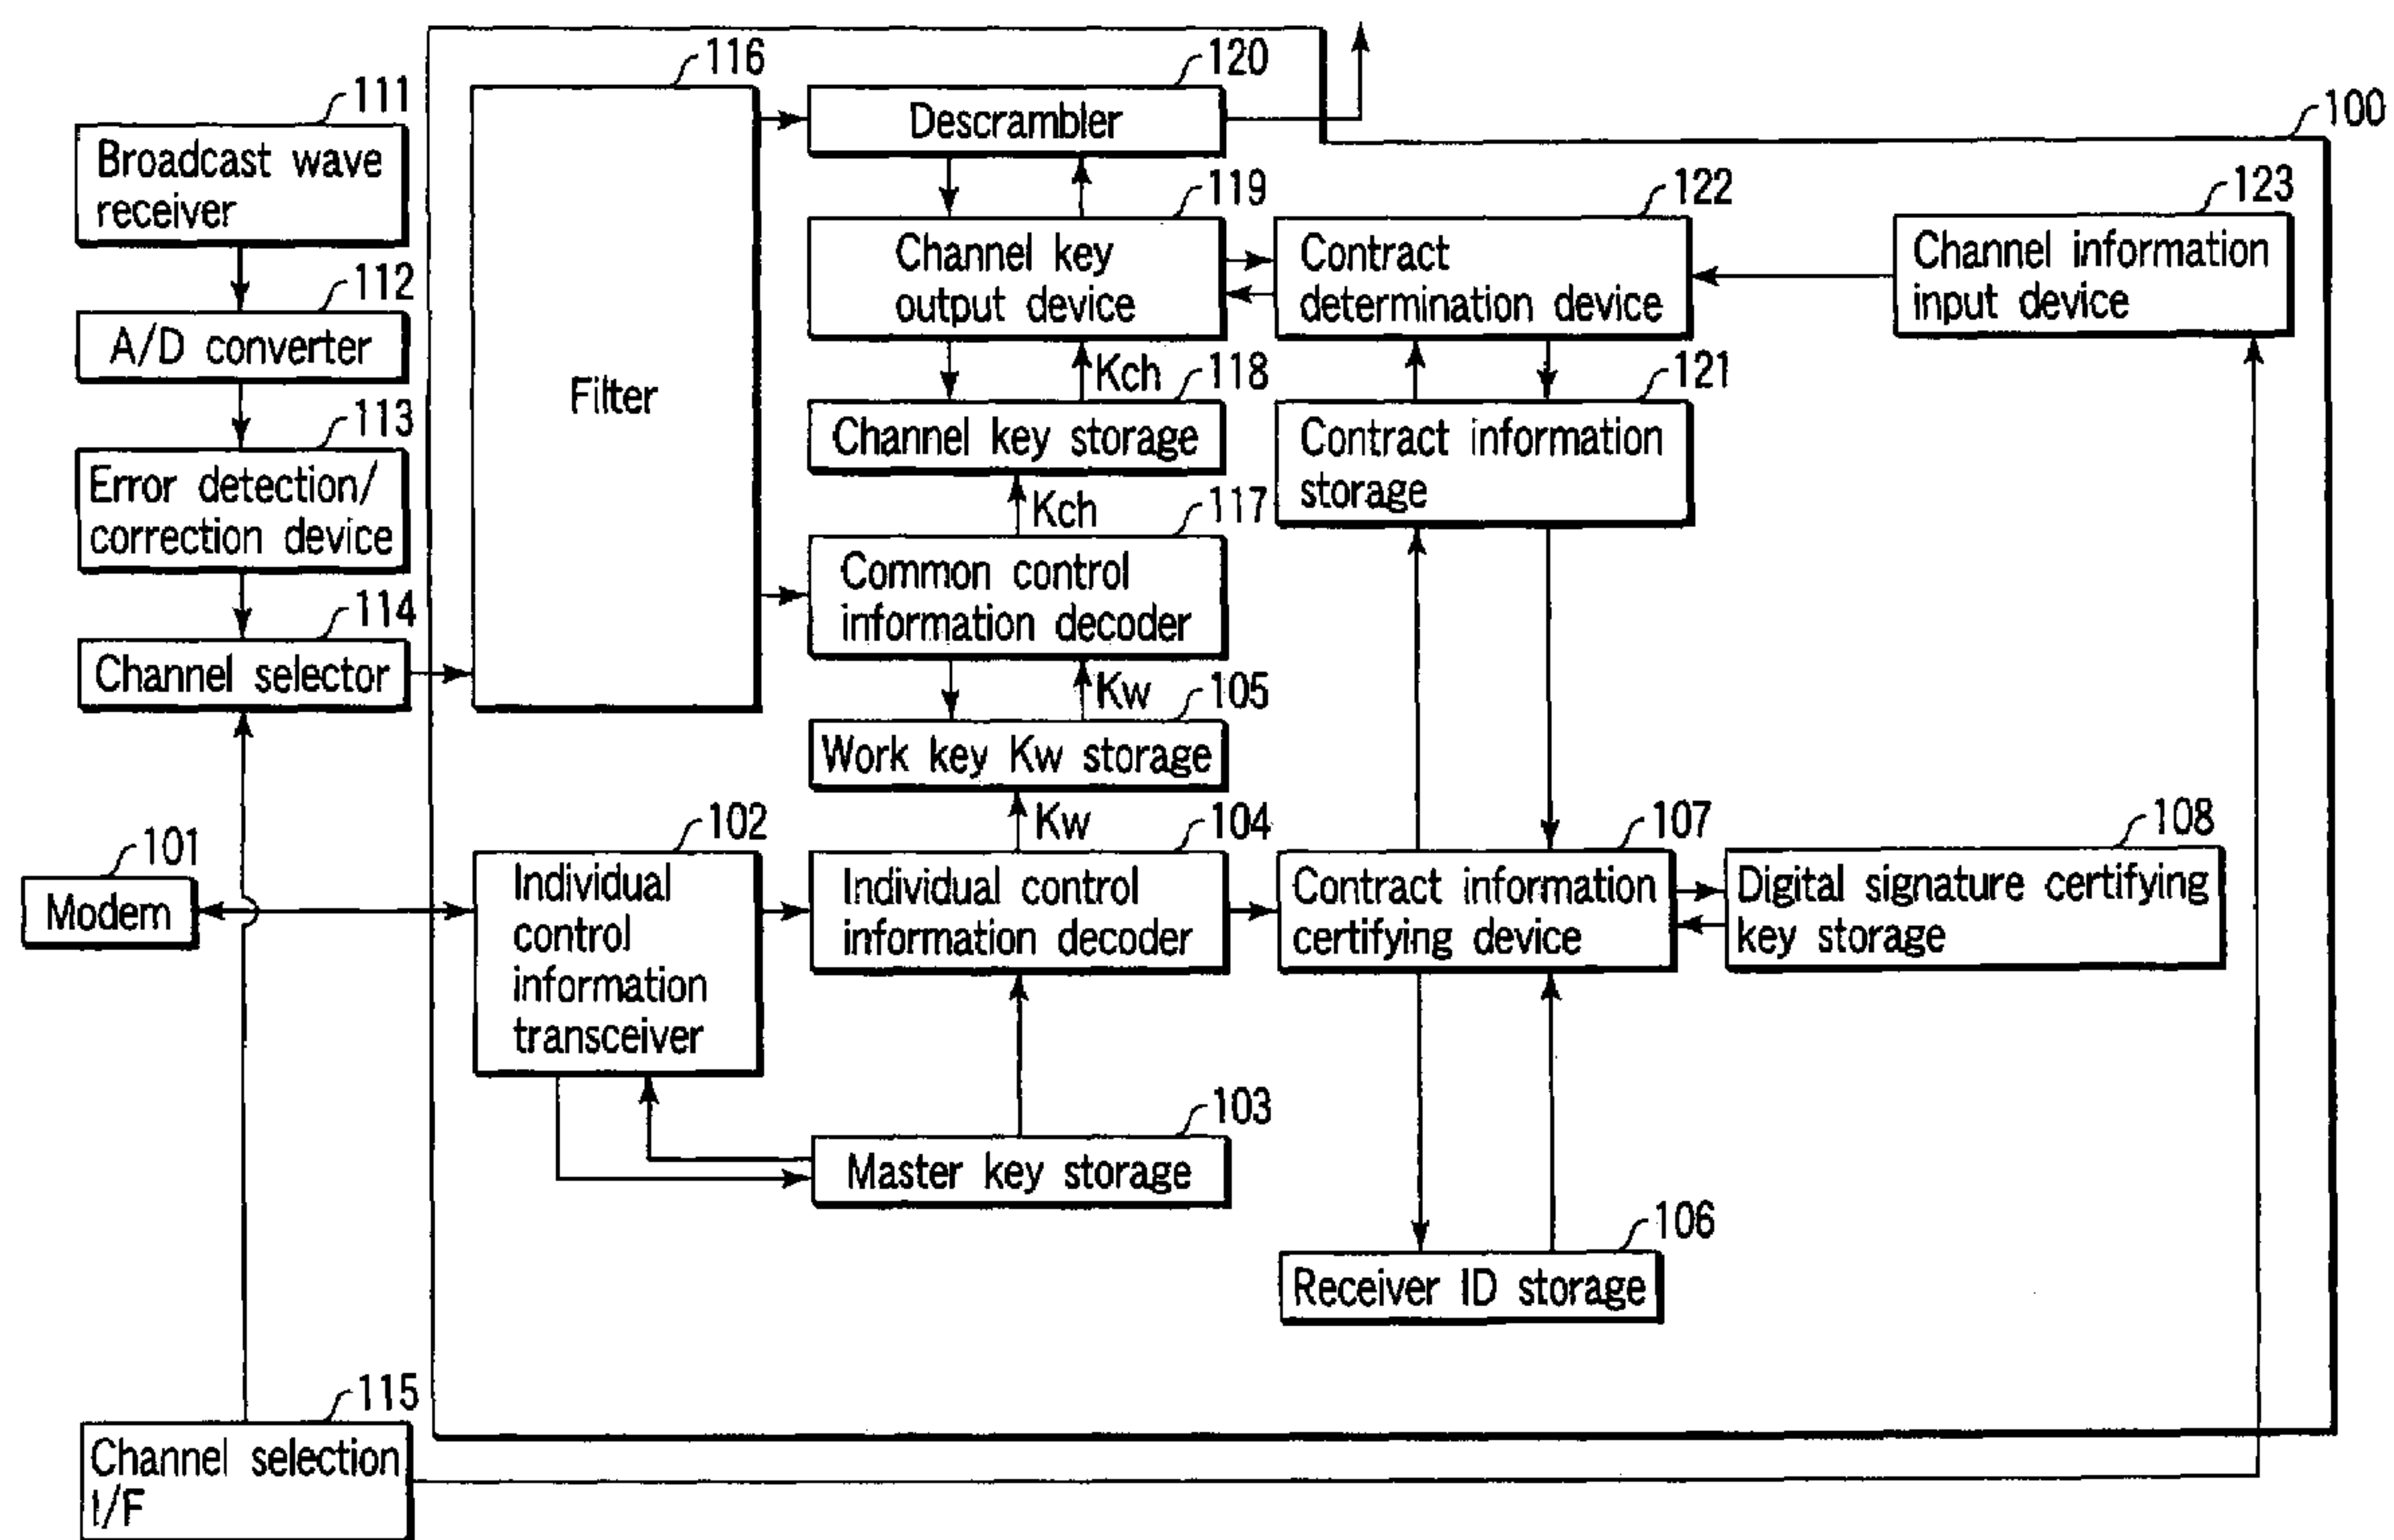 116
120
111
Descrambler
100
Broadcast wave
receiver
119
122
123
112
Channel key
output device
Contract
determination device
Channel information
input device
A/D converter
Filter
Kch
118
121
113
Channel key storage
Contract information
storage
Error detection/
correction device
Kch
117
114
Common control
information decoder
Channel selector
Kw
105
Work key Kw storage
101
102
Kw
104
107
108
Modem
Individual
control
information
transceiver
Individual control
information decoder
Contract information
certifying device
Digital signature certifying
key storage
103
Master key storage
106
Receiver ID storage
115
Channel selection
I/F